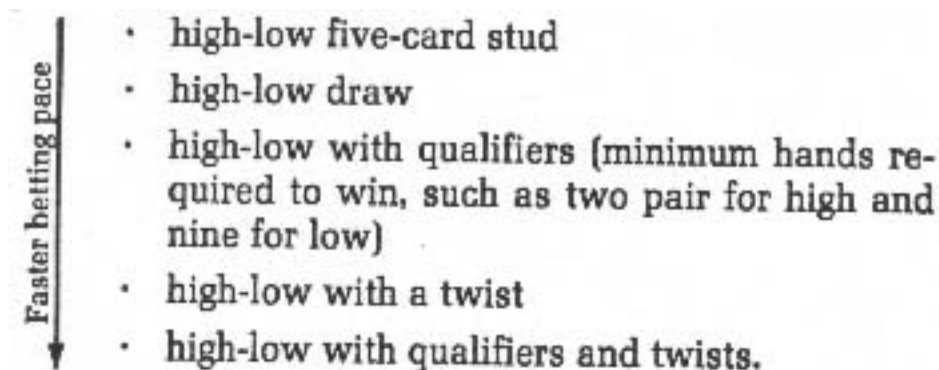 Faster betting pace
· high-low five-card stud
· high-low draw
· high-low with qualifiers (minimum hands re-
quired to win, such as two pair for high and
nine for low)
· high-low with a twist
· high-low with qualifiers and twists.